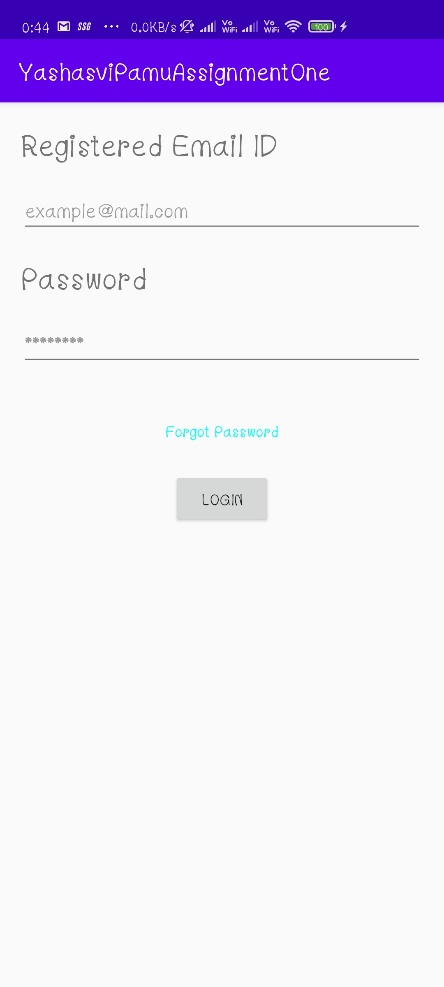 0:44 SSG ... 0.0KB/s Vo WiFi Vo WiFi 100
YashasviPamuAssignmentOne
Registered Email ID
example@mail.com
Password
********
Forgot Password
LOGIN